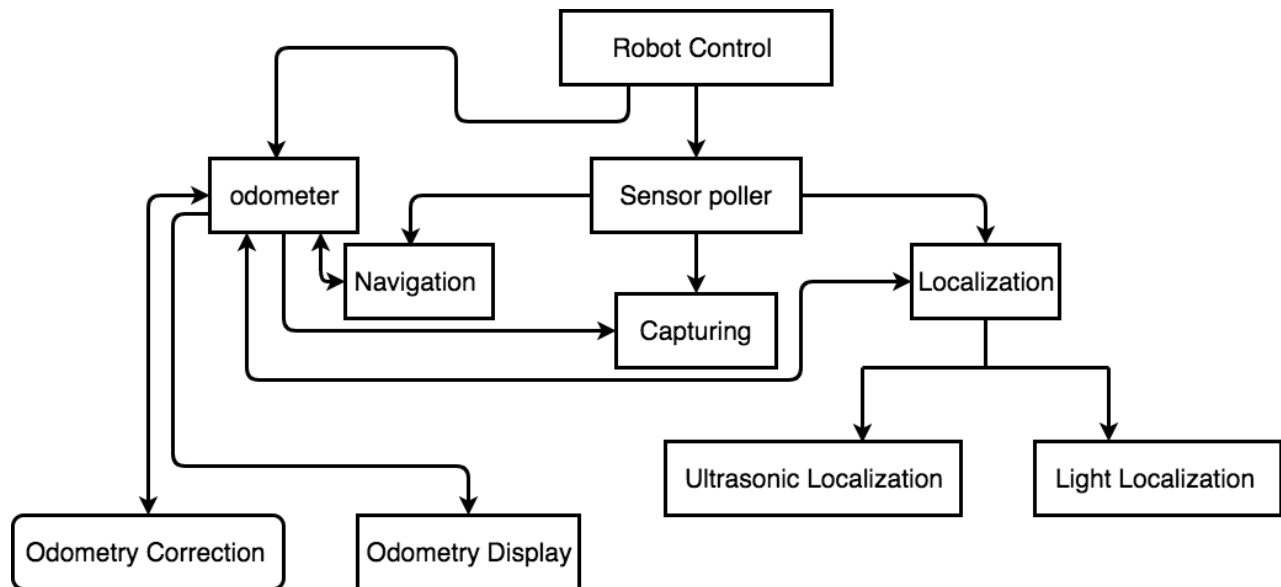 Robot Control
odometer
Sensor poller
Navigation
Localization
Capturing
Ultrasonic Localization
Light Localization
Odometry Correction
Odometry Display